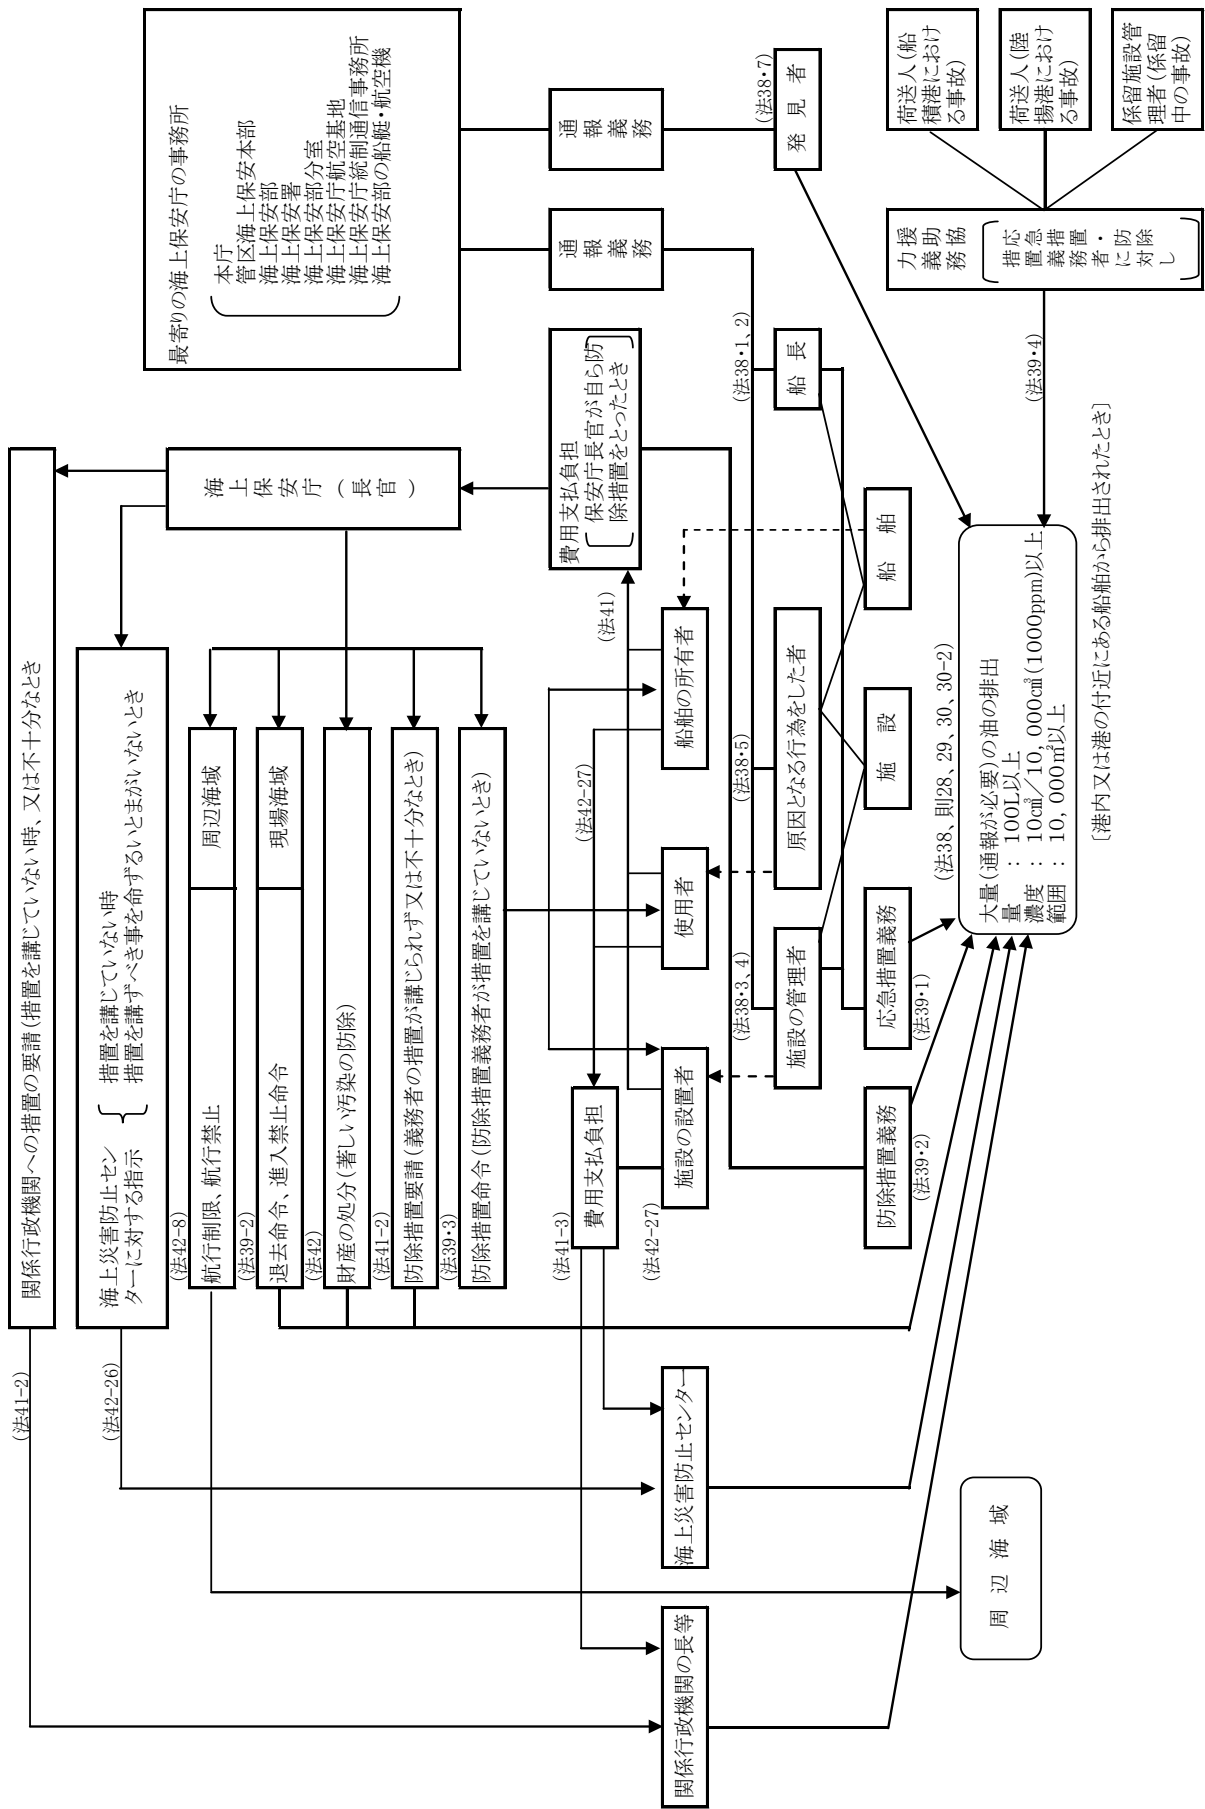 関係行政機関への措置の要請(措置を講じていない時、又は不十分なとき
(法41-2)
海上災害防止セン
ターに対する指示
措置を講じていない時
措置を講ずべき事を命ずるいとまがいないとき
(法42-26)
(法42-8)
航行制限、航行禁止
周辺海域
(法39-2)
退去命令、進入禁止命令
現場海域
(法42)
財産の処分(著しい汚染の防除)
(法41-2)
防除措置要請(義務者の措置が講じられず又は不十分なとき)
(法39・3)
防除措置命令(防除措置義務者が措置を講じていないとき)
海上保安庁(長官)
最寄りの海上保安庁の事務所
本庁
管区海上保安本部
海上保安部
海上保安署
海上保安部分室
海上保安庁航空基地
海上保安庁統制通信事務所
海上保安部の船艇・航空機
費用支払負担
保安庁長官が自ら防
除措置をとったとき
通報義務
通報義務
(法41-3)
費用支払負担
(法42-27)
(法41)
(法42-27)
関係行政機関の長等
海上災害防止センター
施設の設置者
使用者
船舶の所有者
(法38・3、4)
(法38・5)
(法38・1、2)
(法38・7)
施設の管理者
原因となる行為をした者
船長
発見者
防除措置義務
(法39・2)
応急措置義務
(法39・1)
施設
船舶
(法38、則28、29、30、30-2)
大量(通報が必要)の油の排出
量 : 100L以上
濃度 : 10c㎥/10,000c㎥(1000ppm)以上
範囲 : 10,000㎡以上
〔港内又は港の付近にある船舶から排出されたとき〕
周辺海域
(法39・4)
援助協力義務
応急措置・防除措置義務者に対し
荷送人(船
積港におけ
る事故)
荷送人(陸
揚港におけ
る事故)
係留施設管
理者(係留
中の事故)